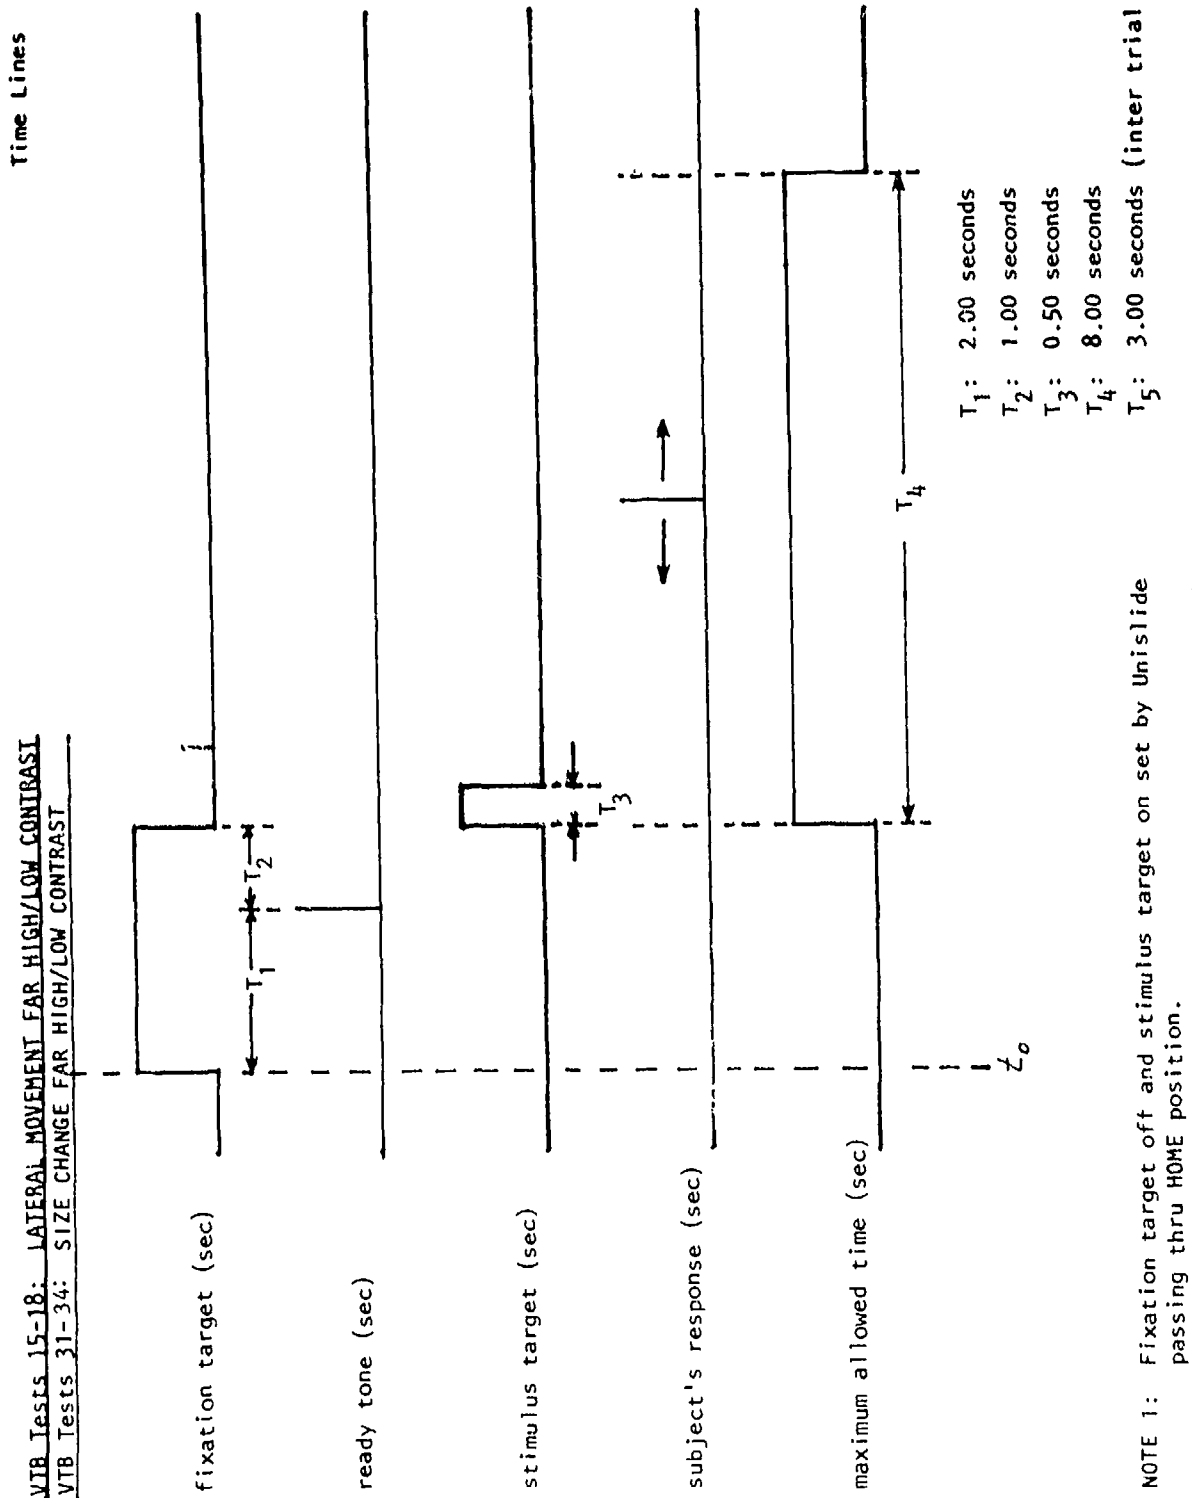 Time Lines
VTB Tests 15-18: LATERAL MOVEMENT FAR HIGH/LOW CONTRAST
VTB Tests 31-34: SIZE CHANGE FAR HIGH/LOW CONTRAST
fixation target (sec)
T1
T2
ready tone (sec)
stimulus target (sec)
T3
subject's response (sec)
maximum allowed time (sec)
T4
t0
T1: 2.00 seconds
T2: 1.00 seconds
T3: 0.50 seconds
T4: 8.00 seconds
T5: 3.00 seconds (inter trial
NOTE 1: Fixation target off and stimulus target on set by Unislide
passing thru HOME position.